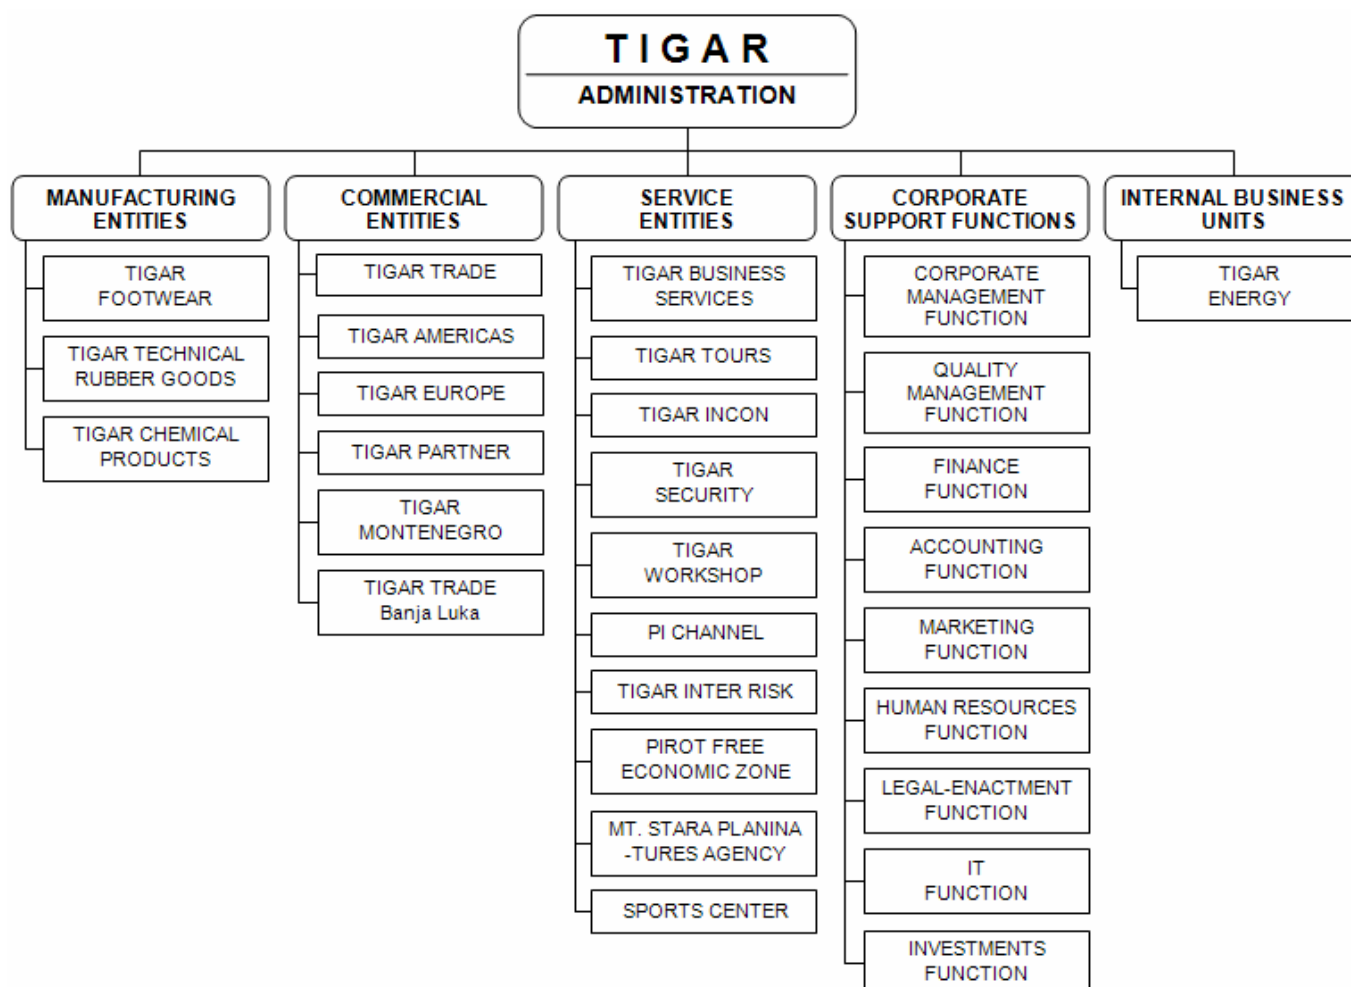 TIGAR
ADMINISTRATION
MANUFACTURING
ENTITIES
TIGAR
FOOTWEAR
TIGAR TECHNICAL
RUBBER GOODS
TIGAR CHEMICAL
PRODUCTS
COMMERCIAL
ENTITIES
TIGAR TRADE
TIGAR AMERICAS
TIGAR EUROPE
TIGAR PARTNER
TIGAR
MONTENEGRO
TIGAR TRADE
Banja Luka
SERVICE
ENTITIES
TIGAR BUSINESS
SERVICES
TIGAR TOURS
TIGAR INCON
TIGAR
SECURITY
TIGAR
WORKSHOP
PI CHANNEL
TIGAR INTER RISK
PIROT FREE
ECONOMIC ZONE
MT. STARA PLANINA
-TURES AGENCY
SPORTS CENTER
CORPORATE
SUPPORT FUNCTIONS
CORPORATE
MANAGEMENT
FUNCTION
QUALITY
MANAGEMENT
FUNCTION
FINANCE
FUNCTION
ACCOUNTING
FUNCTION
MARKETING
FUNCTION
HUMAN RESOURCES
FUNCTION
LEGAL-ENACTMENT
FUNCTION
IT
FUNCTION
INVESTMENTS
FUNCTION
INTERNAL BUSINESS
UNITS
TIGAR
ENERGY